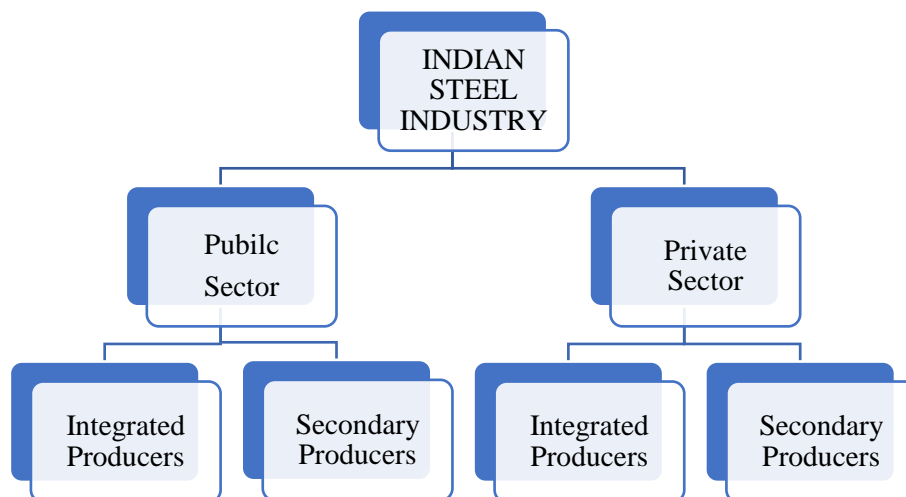 INDIAN
STEEL
INDUSTRY
Pubilc
Sector
Private
Sector
Integrated
Producers
Secondary
Producers
Integrated
Producers
Secondary
Producers